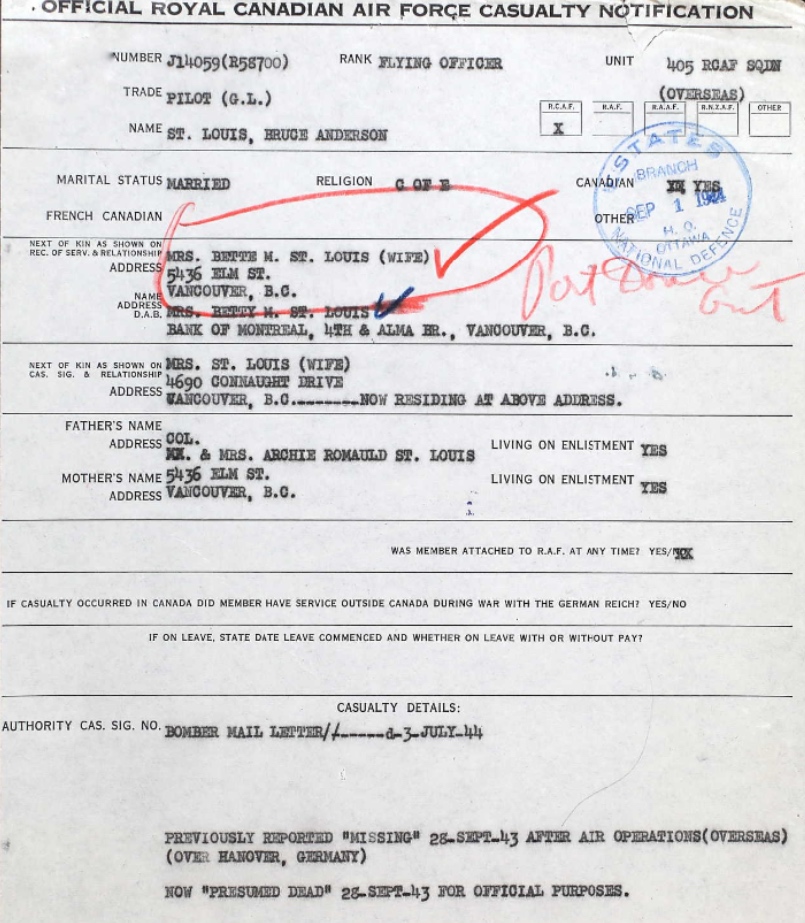 OFFICIAL ROYAL CANADIAN AIR FORCE CASUALTY NOTIFICATION
NUMBER J14059(R58700) RANK FLYING OFFICER UNIT 405 RCAF SQDN
TRADE PILOT (G.L.) (OVERSEAS)
R.C.A.F. R.A.F. R.A.A.F. R.N.Z.A.F. OTHER
X
NAME ST. LOUIS, BRUCE ANDERSON
ESTATES
BRANCH
SEP 1 1944
H. Q.
OTTAWA
NATIONAL DEFENCE
MARITAL STATUS MARRIED RELIGION C OF E CANADIAN YES
FRENCH CANADIAN OTHER
NEXT OF KIN AS SHOWN ON
REC. OF SERV. & RELATIONSHIP MRS. BETTE M. ST. LOUIS (WIFE)
ADDRESS 5436 ELM ST.
VANCOUVER, B.C.
NAME MRS. BETTY M. ST. LOUIS
ADDRESS
D.A.B. BANK OF MONTREAL, 4TH & ALMA BR., VANCOUVER, B.C.
out
NEXT OF KIN AS SHOWN ON
CAS. SIG. & RELATIONSHIP MRS. ST. LOUIS (WIFE)
ADDRESS 4690 CONNAUGHT DRIVE
VANCOUVER, B.C.--------NOW RESIDING AT ABOVE ADDRESS.
FATHER'S NAME COL.
ADDRESS & MRS. ARCHIE ROMAULD ST. LOUIS LIVING ON ENLISTMENT YES
MOTHER'S NAME 5436 ELM ST. LIVING ON ENLISTMENT YES
ADDRESS VANCOUVER, B.C.
WAS MEMBER ATTACHED TO R.A.F. AT ANY TIME? YES/
IF CASUALTY OCCURRED IN CANADA DID MEMBER HAVE SERVICE OUTSIDE CANADA DURING WAR WITH THE GERMAN REICH? YES/NO
IF ON LEAVE, STATE DATE LEAVE COMMENCED AND WHETHER ON LEAVE WITH OR WITHOUT PAY?
CASUALTY DETAILS:
AUTHORITY CAS. SIG. NO. BOMBER MAIL LETTER/-----d-3-JULY-44
PREVIOUSLY REPORTED "MISSING" 28-SEPT-43 AFTER AIR OPERATIONS(OVERSEAS)
(OVER HANOVER, GERMANY)
NOW "PRESUMED DEAD" 28-SEPT-43 FOR OFFICIAL PURPOSES.